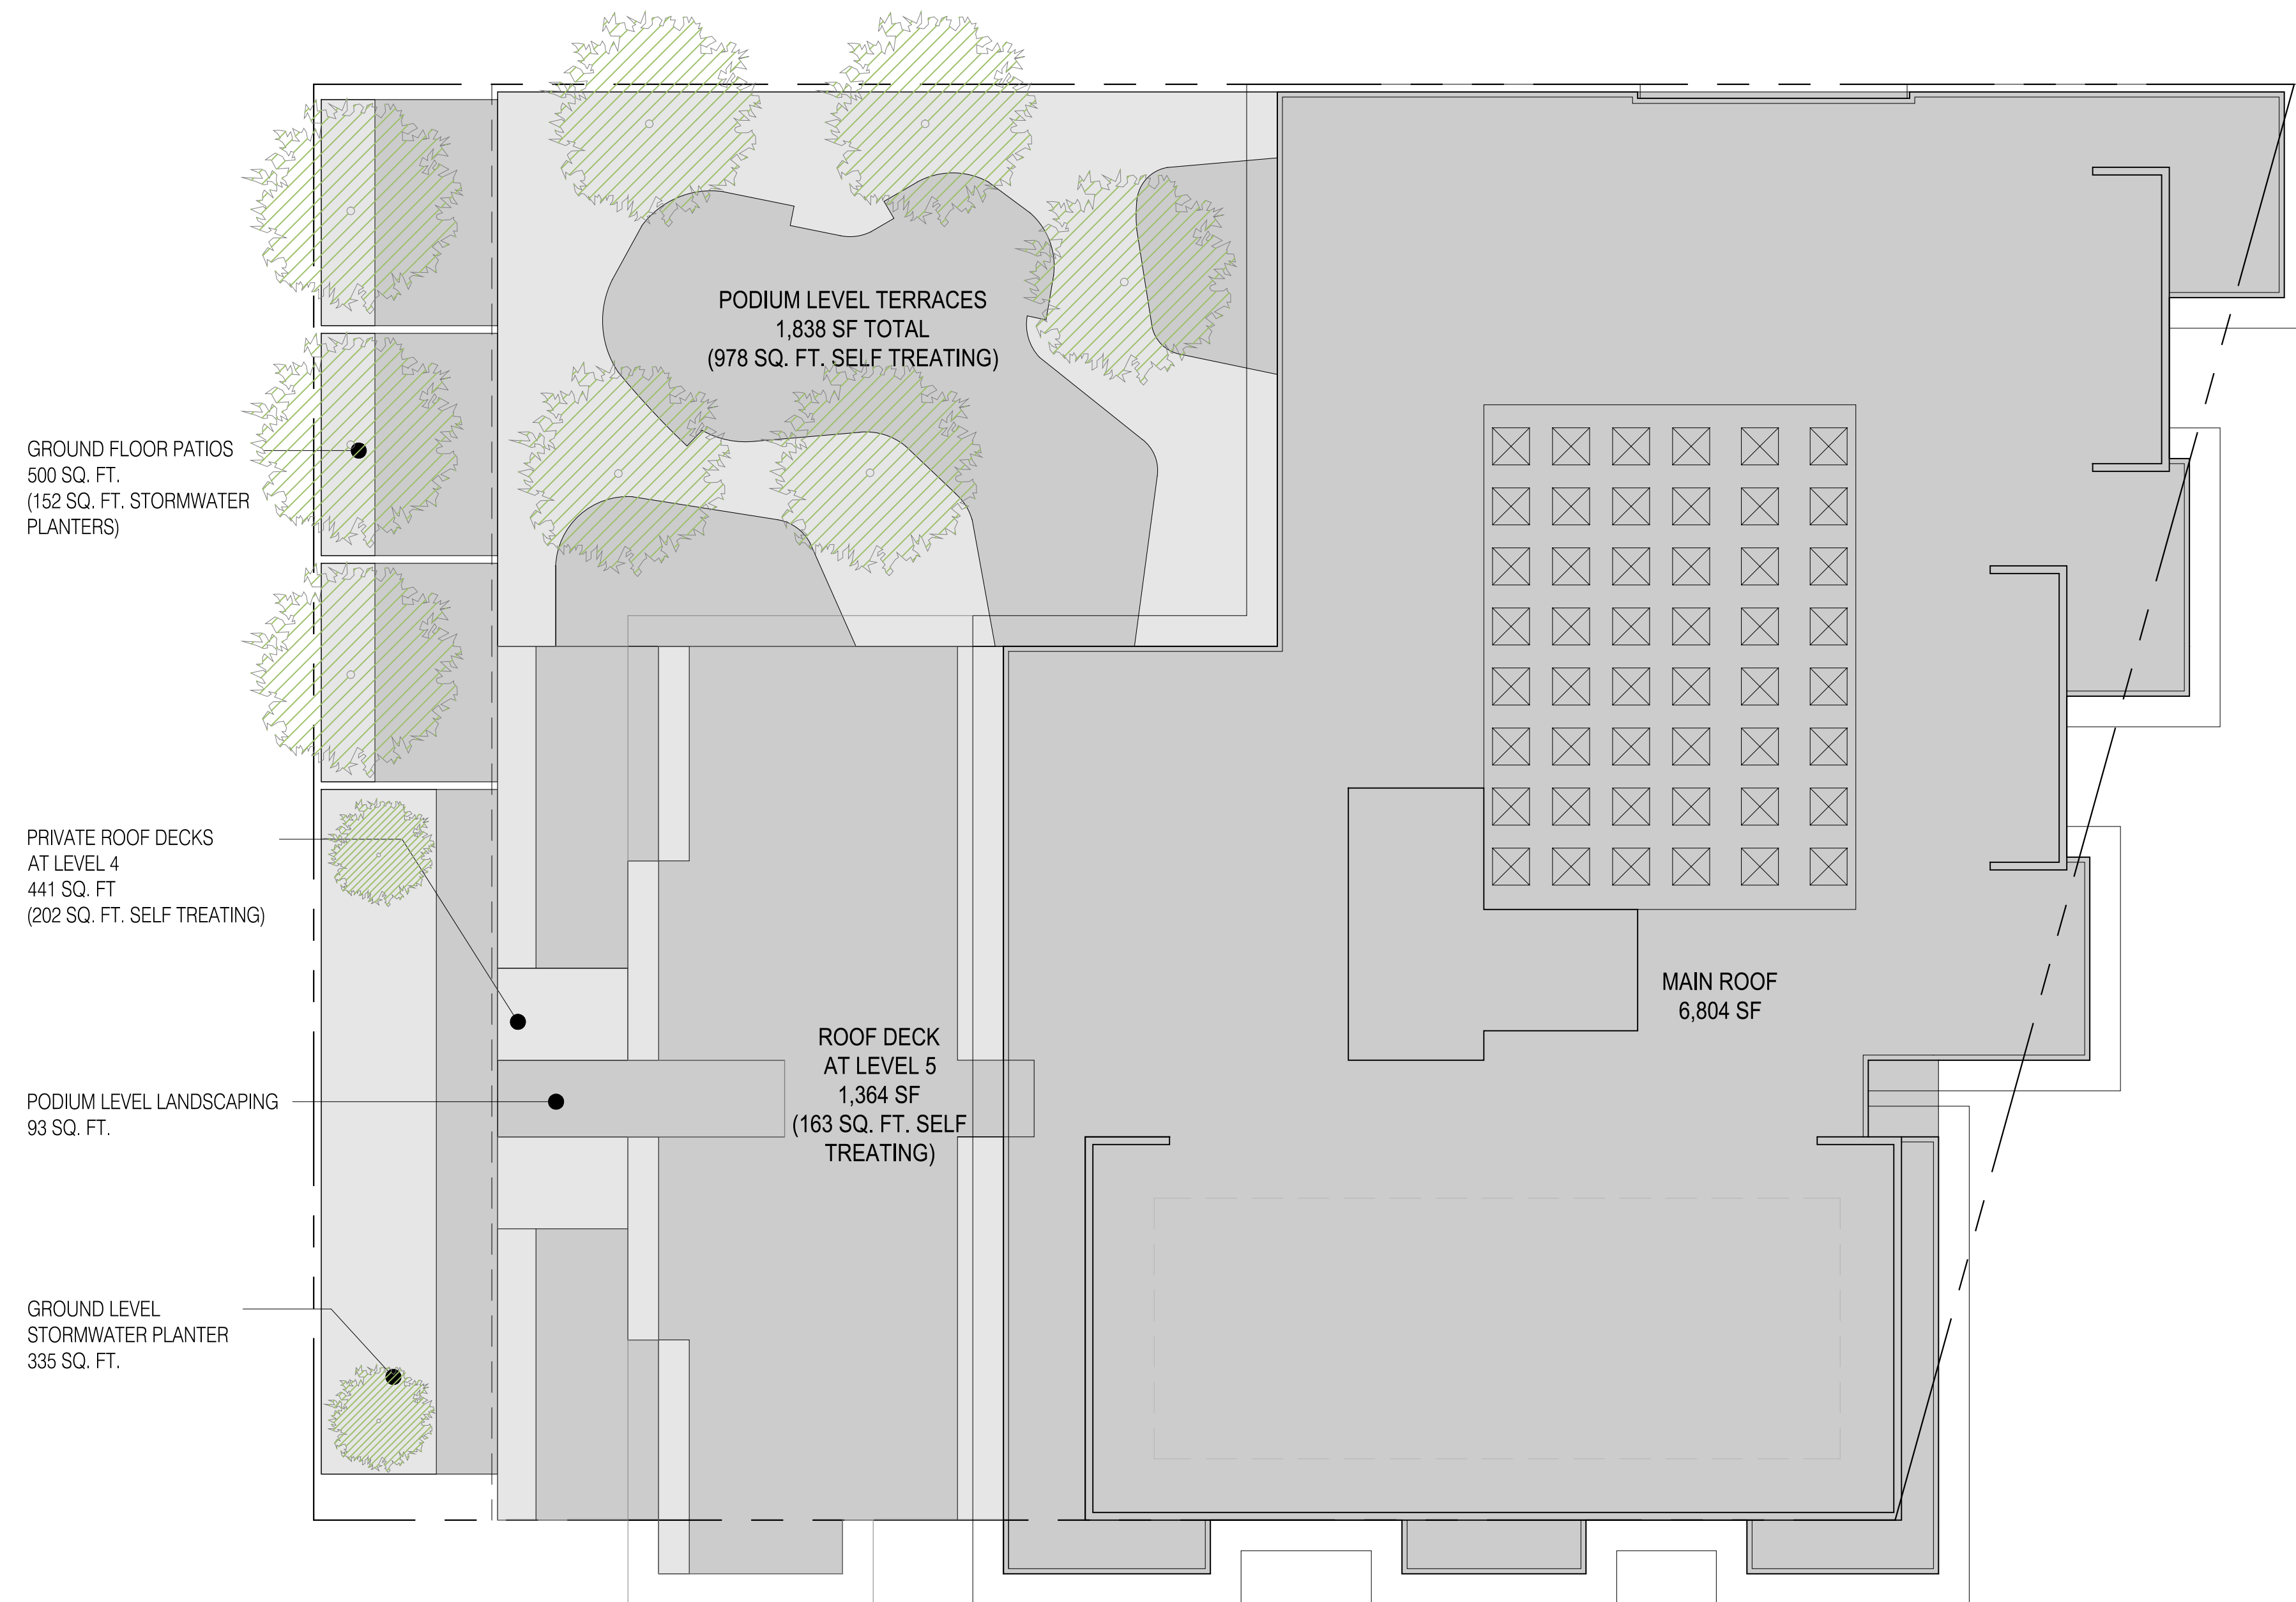 PODIUM LEVEL TERRACES
1,838 SF TOTAL
(978 SQ. FT. SELF TREATING)
GROUND FLOOR PATIOS
500 SQ. FT.
(152 SQ. FT. STORMWATER
PLANTERS)
PRIVATE ROOF DECKS
AT LEVEL 4
441 SQ. FT
(202 SQ. FT. SELF TREATING)
MAIN ROOF
6,804 SF
ROOF DECK
AT LEVEL 5
1,364 SF
(163 SQ. FT. SELF
TREATING)
PODIUM LEVEL LANDSCAPING
93 SQ. FT.
GROUND LEVEL
STORMWATER PLANTER
335 SQ. FT.